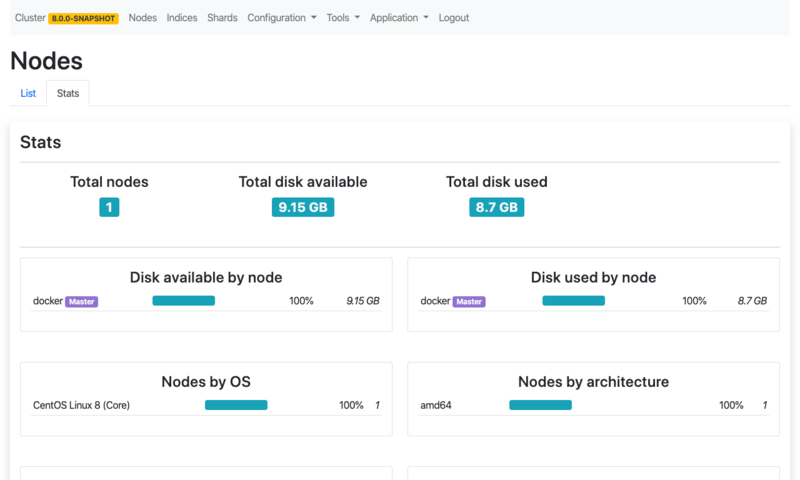 Cluster 8.0.0-SNAPSHOT Nodes Indices Shards Configuration Tools Application Logout
Nodes
List Stats
Stats
Total nodes Total disk available Total disk used
1 9.15 GB 8.7 GB
Disk available by node
docker Master 100% 9.15 GB
Disk used by node
docker Master 100% 8.7 GB
Nodes by OS
CentOS Linux 8 (Core) 100% 1
Nodes by architecture
amd64 100% 1